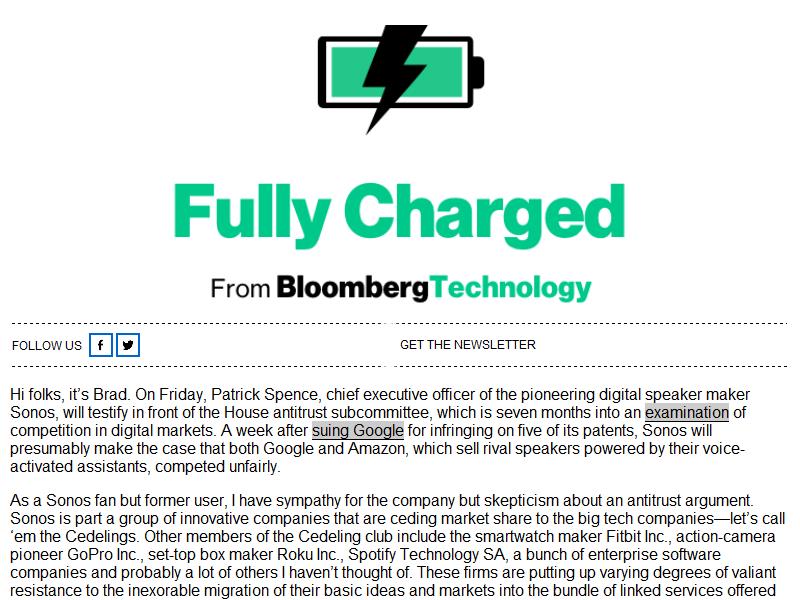 Fully Charged
From BloombergTechnology
FOLLOW US
GET THE NEWSLETTER
Hi folks, it’s Brad. On Friday, Patrick Spence, chief executive officer of the pioneering digital speaker maker
Sonos, will testify in front of the House antitrust subcommittee, which is seven months into an examination of
competition in digital markets. A week after suing Google for infringing on five of its patents, Sonos will
presumably make the case that both Google and Amazon, which sell rival speakers powered by their voice-
activated assistants, competed unfairly.
As a Sonos fan but former user, I have sympathy for the company but skepticism about an antitrust argument.
Sonos is part a group of innovative companies that are ceding market share to the big tech companies—let’s call
’em the Cedelings. Other members of the Cedeling club include the smartwatch maker Fitbit Inc., action-camera
pioneer GoPro Inc., set-top box maker Roku Inc., Spotify Technology SA, a bunch of enterprise software
companies and probably a lot of others I haven’t thought of. These firms are putting up varying degrees of valiant
resistance to the inexorable migration of their basic ideas and markets into the bundle of linked services offered